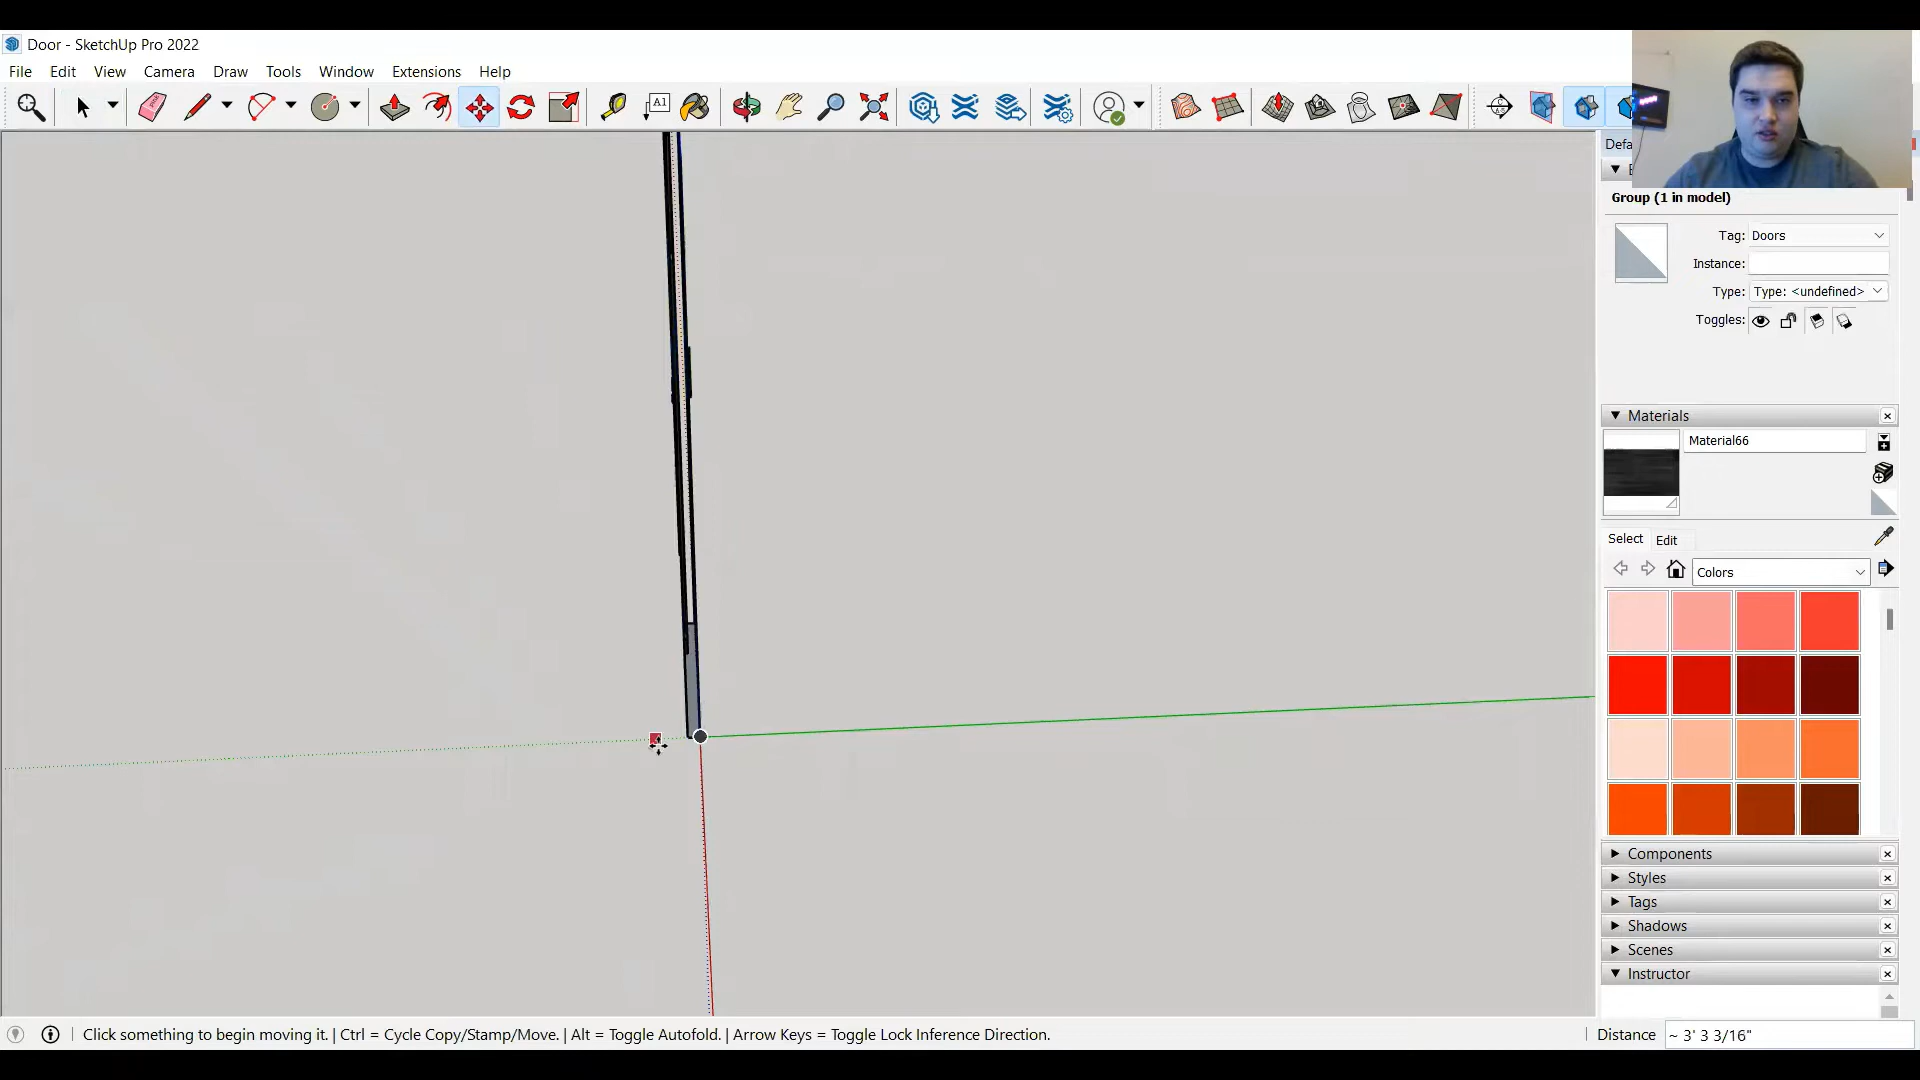 Door - SketchUp Pro 2022
File Edit View Camera Draw Tools Window Extensions Help
A1
Defa
Group (1 in model)
Tag: Doors
Instance:
Type: Type: <undefined>
Toggles:
Materials
Material66
Select Edit
Colors
Components
Styles
Tags
Shadows
Scenes
Instructor
Click something to begin moving it. | Ctrl = Cycle Copy/Stamp/Move. | Alt = Toggle Autofold. | Arrow Keys = Toggle Lock Inference Direction.
Distance ~ 3' 3 3/16"